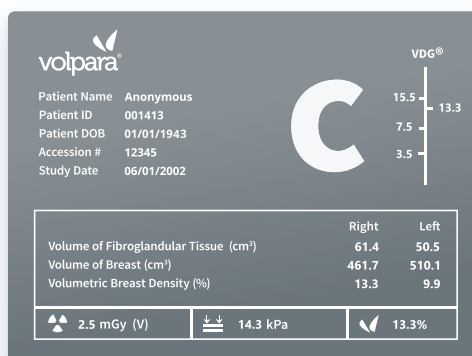 volpara®
VDG®
Patient Name Anonymous
Patient ID 001413
Patient DOB 01/01/1943
Accession # 12345
Study Date 06/01/2002
C
15.5
13.3
7.5
3.5
Right Left
Volume of Fibroglandular Tissue (cm³) 61.4 50.5
Volume of Breast (cm³) 461.7 510.1
Volumetric Breast Density (%) 13.3 9.9
2.5 mGy (V) 14.3 kPa 13.3%